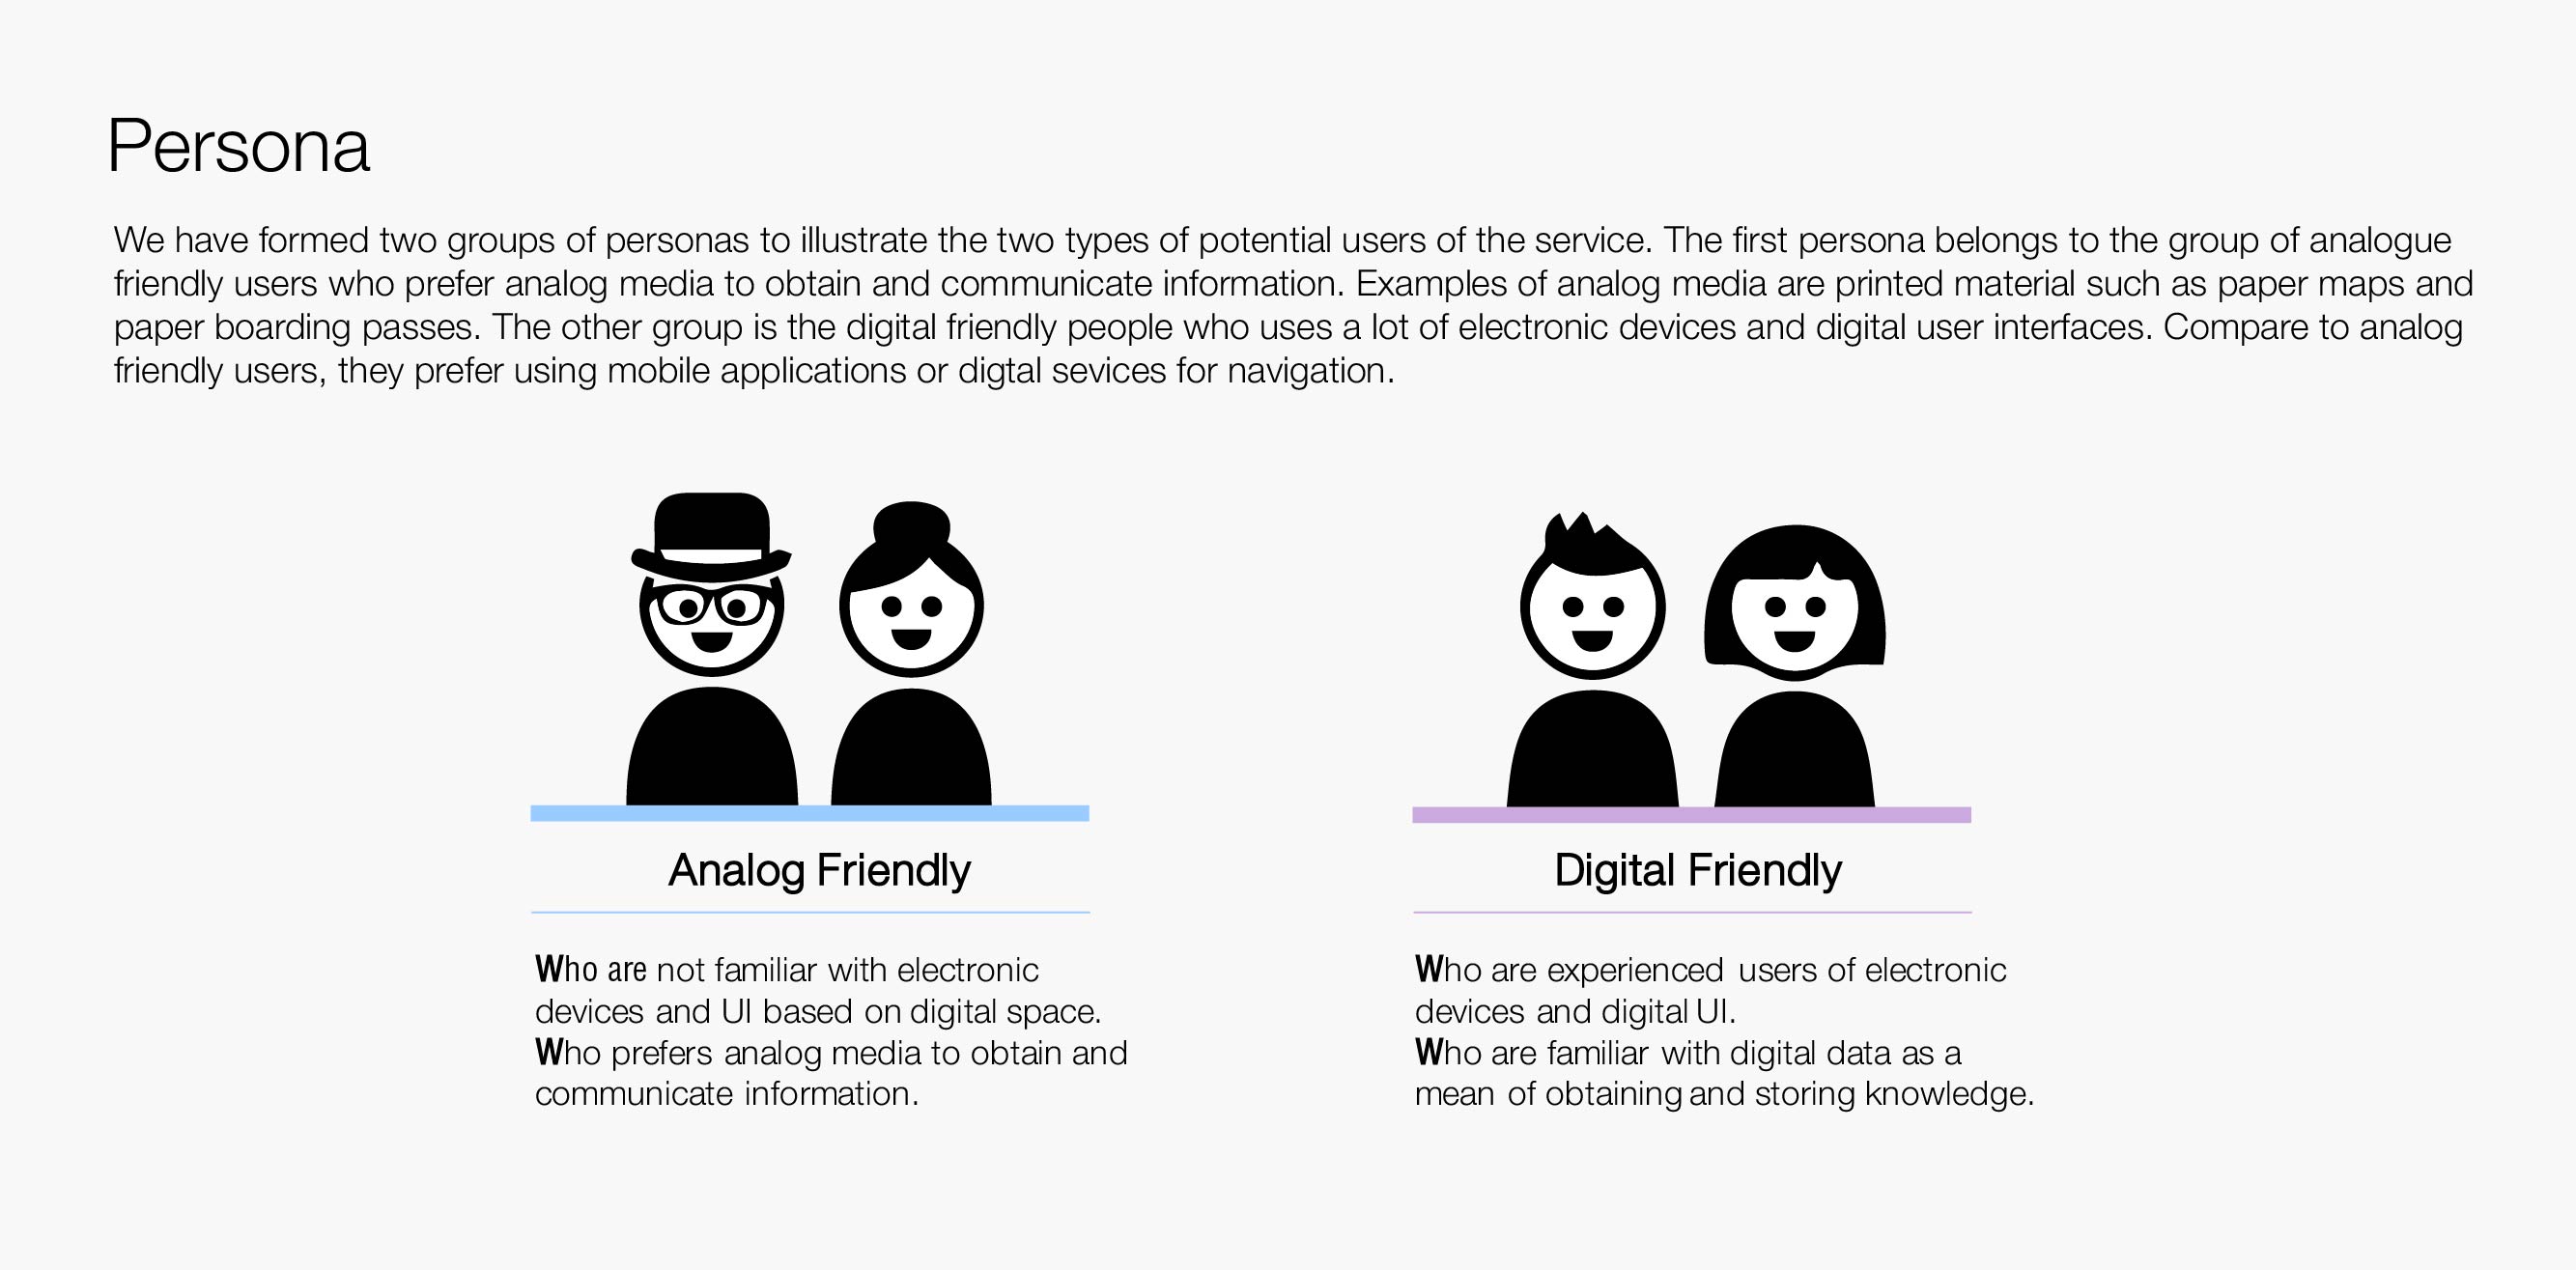 Persona
We have formed two groups of personas to illustrate the two types of potential users of the service. The first persona belongs to the group of analogue
friendly users who prefer analog media to obtain and communicate information. Examples of analog media are printed material such as paper maps and
paper boarding passes. The other group is the digital friendly people who uses a lot of electronic devices and digital user interfaces. Compare to analog
friendly users, they prefer using mobile applications or digtal sevices for navigation.
Analog Friendly
Who are not familiar with electronic
devices and UI based on digital space.
Who prefers analog media to obtain and
communicate information.
Digital Friendly
Who are experienced users of electronic
devices and digital UI.
Who are familiar with digital data as a
mean of obtaining and storing knowledge.